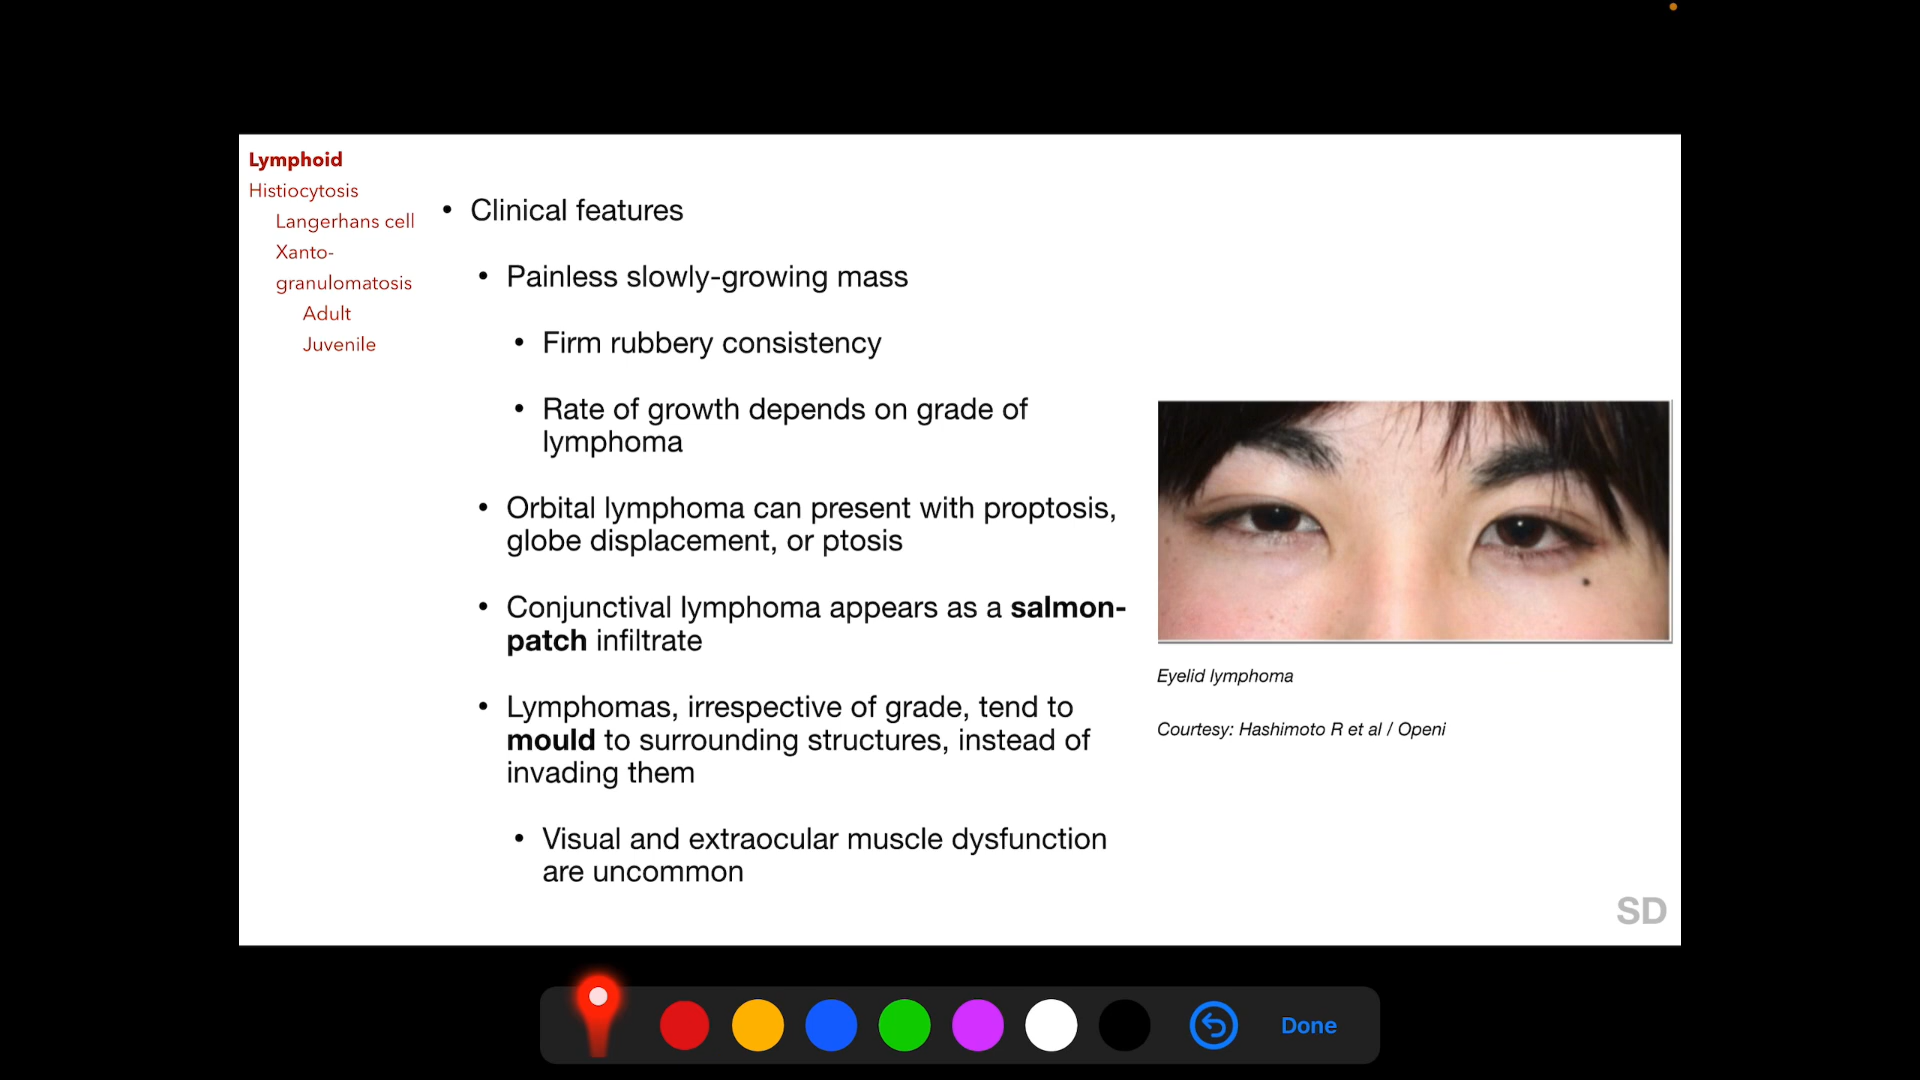 Lymphoid
Histiocytosis
Langerhans cell
Xanto-
granulomatosis
Adult
Juvenile
• Clinical features
• Painless slowly-growing mass
• Firm rubbery consistency
• Rate of growth depends on grade of
lymphoma
• Orbital lymphoma can present with proptosis,
globe displacement, or ptosis
• Conjunctival lymphoma appears as a salmon-
patch infiltrate
• Lymphomas, irrespective of grade, tend to
mould to surrounding structures, instead of
invading them
• Visual and extraocular muscle dysfunction
are uncommon
Eyelid lymphoma
Courtesy: Hashimoto R et al / Openi
SD
Done